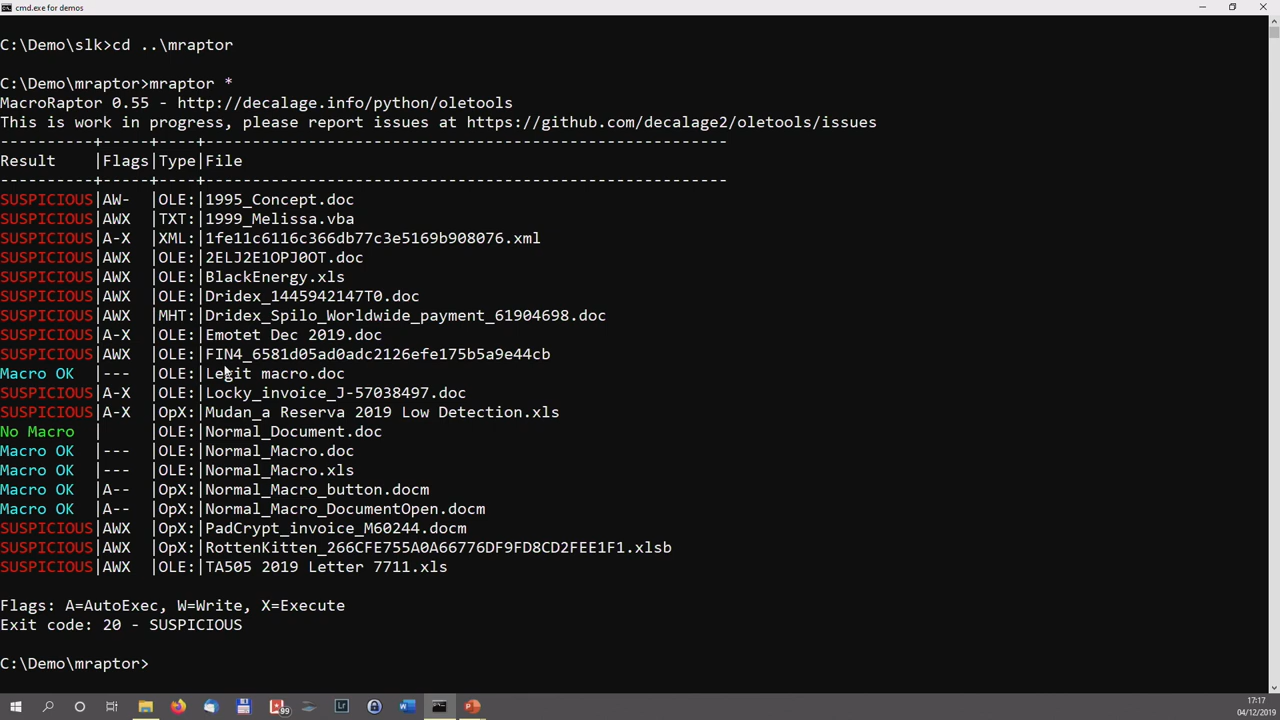 cmd.exe for demos
C:\Demo\slk>cd ..\mraptor
C:\Demo\mraptor>mraptor *
MacroRaptor 0.55 - http://decalage.info/python/oletools
This is work in progress, please report issues at https://github.com/decalage2/oletools/issues
----------+-----+----+--------------------------------------------------------
Result    |Flags|Type|File
----------+-----+----+--------------------------------------------------------
SUSPICIOUS|AW-  |OLE:|1995_Concept.doc
SUSPICIOUS|AWX  |TXT:|1999_Melissa.vba
SUSPICIOUS|A-X  |XML:|1fe11c6116c366db77c3e5169b908076.xml
SUSPICIOUS|AWX  |OLE:|2ELJ2E1OPJ0OT.doc
SUSPICIOUS|AWX  |OLE:|BlackEnergy.xls
SUSPICIOUS|AWX  |OLE:|Dridex_1445942147T0.doc
SUSPICIOUS|AWX  |MHT:|Dridex_Spilo_Worldwide_payment_61904698.doc
SUSPICIOUS|A-X  |OLE:|Emotet Dec 2019.doc
SUSPICIOUS|AWX  |OLE:|FIN4_6581d05ad0adc2126efe175b5a9e44cb
Macro OK  |---  |OLE:|Legit macro.doc
SUSPICIOUS|A-X  |OLE:|Locky_invoice_J-57038497.doc
SUSPICIOUS|A-X  |OpX:|Mudan_a Reserva 2019 Low Detection.xls
No Macro  |     |OLE:|Normal_Document.doc
Macro OK  |---  |OLE:|Normal_Macro.doc
Macro OK  |---  |OLE:|Normal_Macro.xls
Macro OK  |A--  |OpX:|Normal_Macro_button.docm
Macro OK  |A--  |OpX:|Normal_Macro_DocumentOpen.docm
SUSPICIOUS|AWX  |OpX:|PadCrypt_invoice_M60244.docm
SUSPICIOUS|AWX  |OpX:|RottenKitten_266CFE755A0A66776DF9FD8CD2FEE1F1.xlsb
SUSPICIOUS|AWX  |OLE:|TA505 2019 Letter 7711.xls
Flags: A=AutoExec, W=Write, X=Execute
Exit code: 20 - SUSPICIOUS
C:\Demo\mraptor>
99
Lr
17:17
04/12/2019